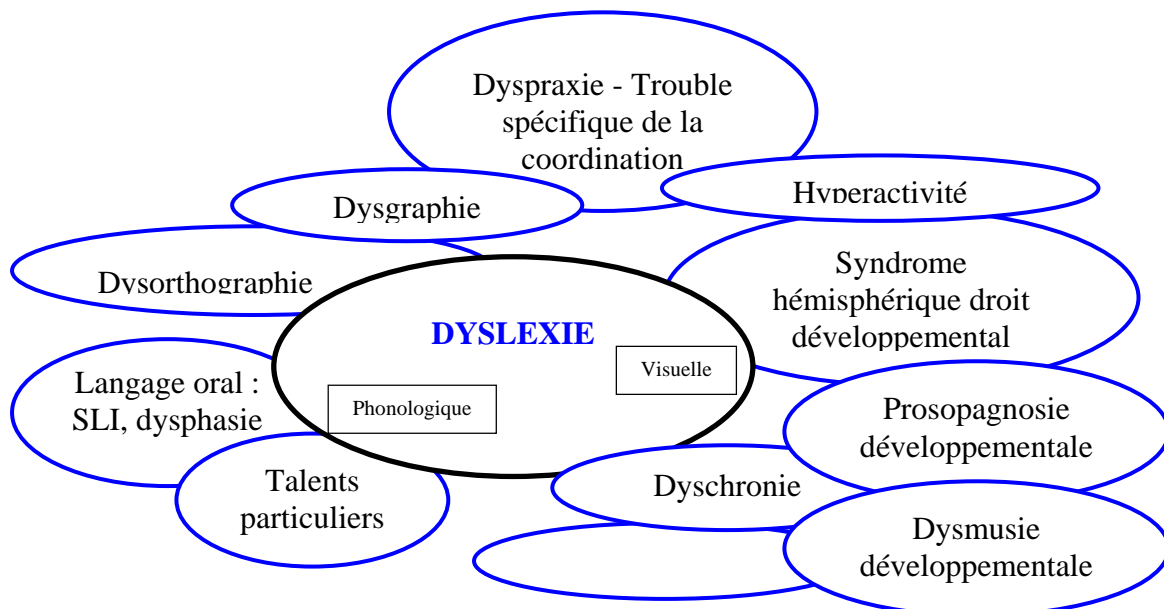 Dyspraxie - Trouble
spécifique de la
coordination
Hyperactivité
Dysgraphie
Dysorthographie
Syndrome
hémisphérique droit
développemental
DYSLEXIE
Visuelle
Phonologique
Langage oral :
SLI, dysphasie
Prosopagnosie
développementale
Talents
particuliers
Dyschronie
Dysmusie
développementale